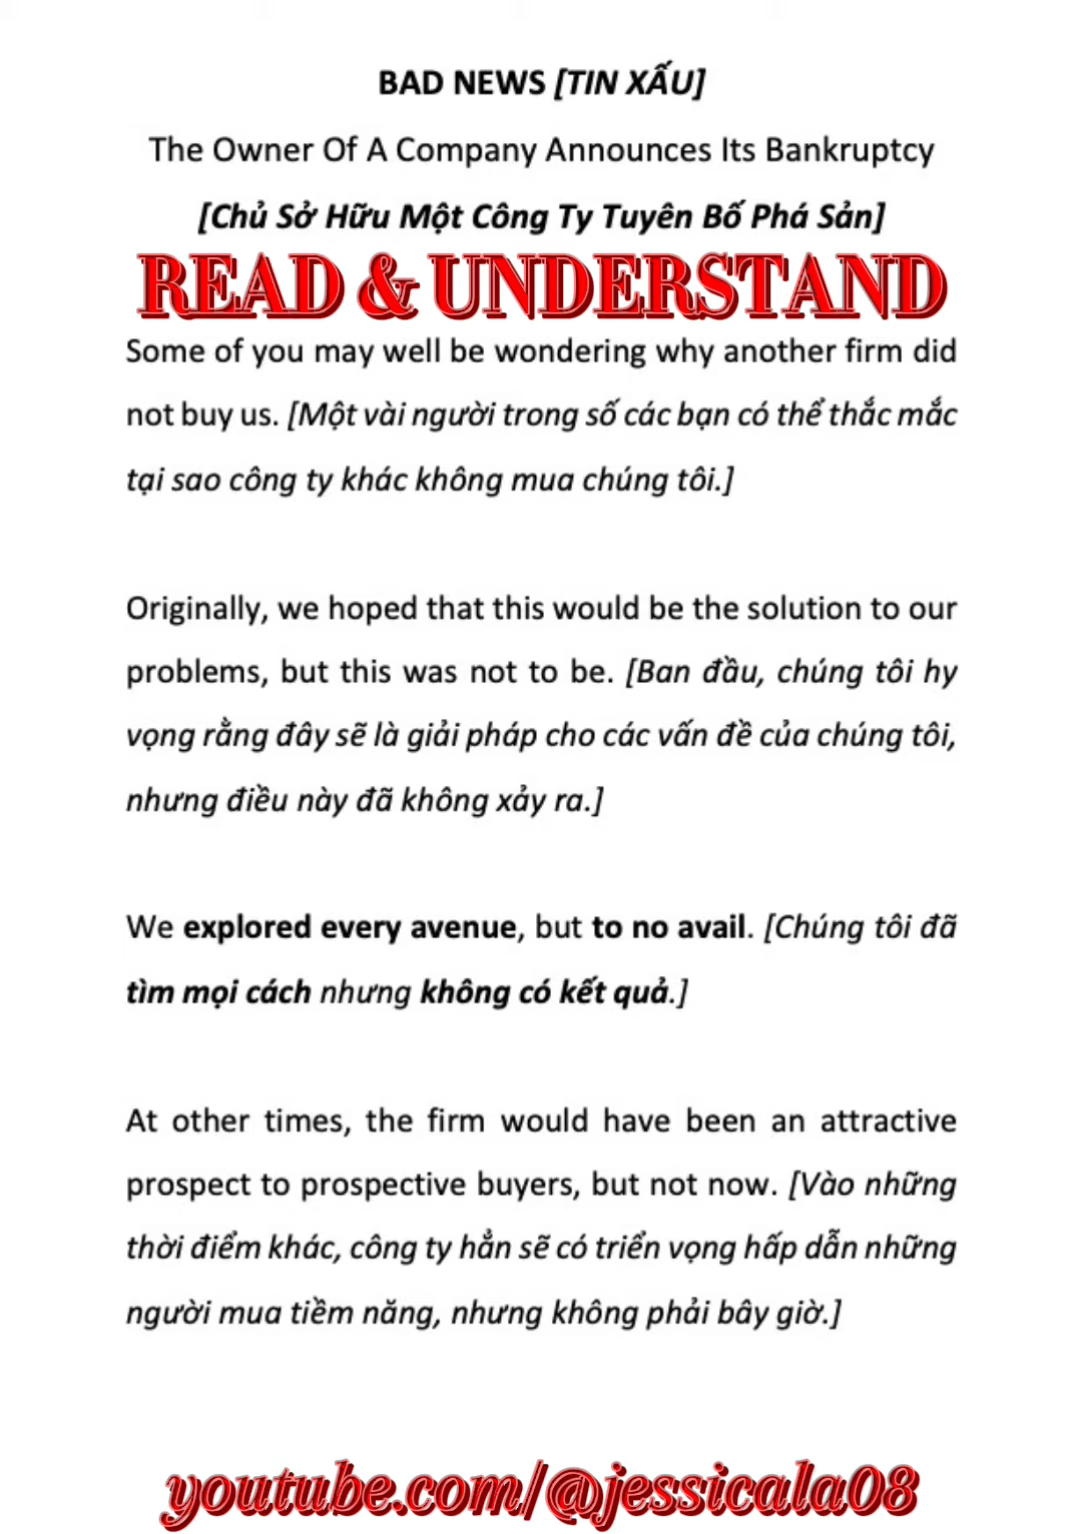 BAD NEWS [TIN XẤU]
The Owner Of A Company Announces Its Bankruptcy
[Chủ Sở Hữu Một Công Ty Tuyên Bố Phá Sản]
READ & UNDERSTAND
Some of you may well be wondering why another firm did
not buy us. [Một vài người trong số các bạn có thể thắc mắc
tại sao công ty khác không mua chúng tôi.]
Originally, we hoped that this would be the solution to our
problems, but this was not to be. [Ban đầu, chúng tôi hy
vọng rằng đây sẽ là giải pháp cho các vấn đề của chúng tôi,
nhưng điều này đã không xảy ra.]
We explored every avenue, but to no avail. [Chúng tôi đã
tìm mọi cách nhưng không có kết quả.]
At other times, the firm would have been an attractive
prospect to prospective buyers, but not now. [Vào những
thời điểm khác, công ty hẳn sẽ có triển vọng hấp dẫn những
người mua tiềm năng, nhưng không phải bây giờ.]
youtube.com/@jessicala08